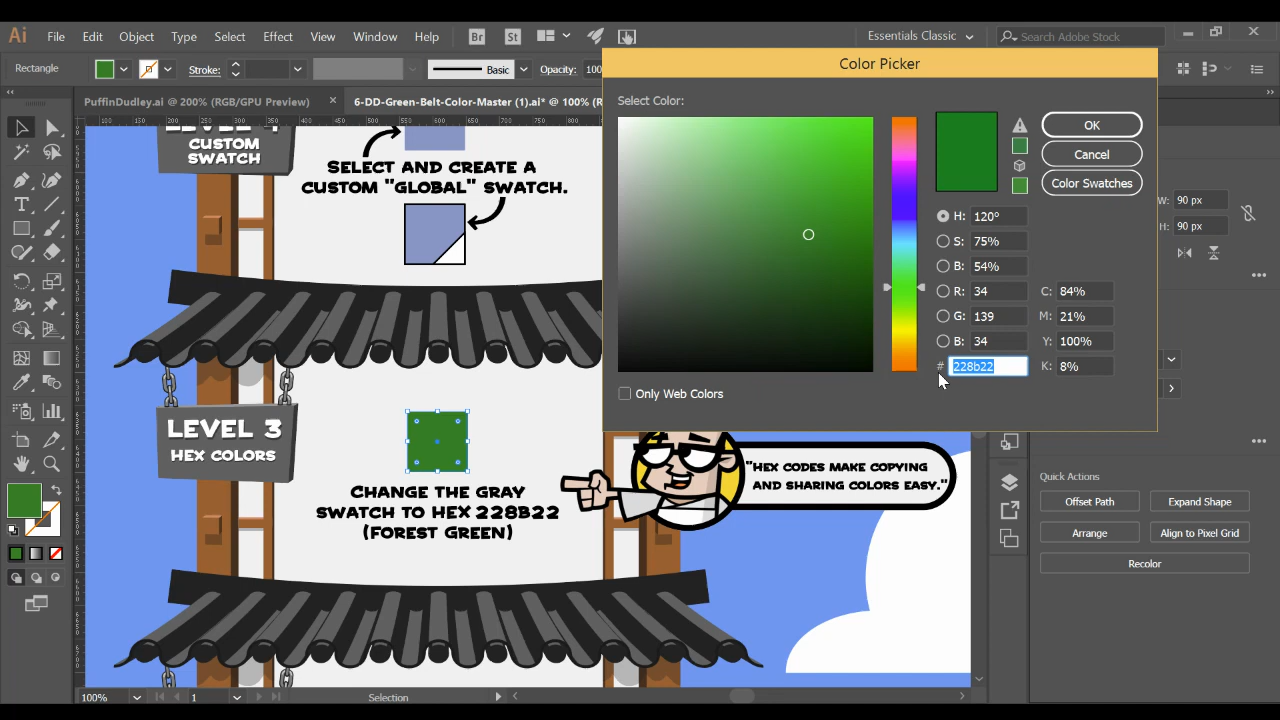 Ai File Edit Object Type Select Effect View Window Help Br St Essentials Classic Search Adobe Stock
Rectangle Stroke: Basic Opacity: 100
PuffinDudley.ai @ 200% (RGB/GPU Preview) × 6-DD-Green-Belt-Color-Master (1).ai* @ 100% (R
Color Picker
Select Color:
OK
Cancel
Color Swatches
H: 120°
S: 75%
B: 54%
R: 34 C: 84%
G: 139 M: 21%
B: 34 Y: 100%
# 228b22 K: 8%
Only Web Colors
W: 90 px
H: 90 px
CUSTOM
SWATCH
SELECT AND CREATE A
CUSTOM "GLOBAL" SWATCH.
LEVEL 3
HEX COLORS
CHANGE THE GRAY
SWATCH TO HEX 228B22
(FOREST GREEN)
"HEX CODES MAKE COPYING
AND SHARING COLORS EASY."
Quick Actions
Offset Path Expand Shape
Arrange Align to Pixel Grid
Recolor
100% 1 Selection